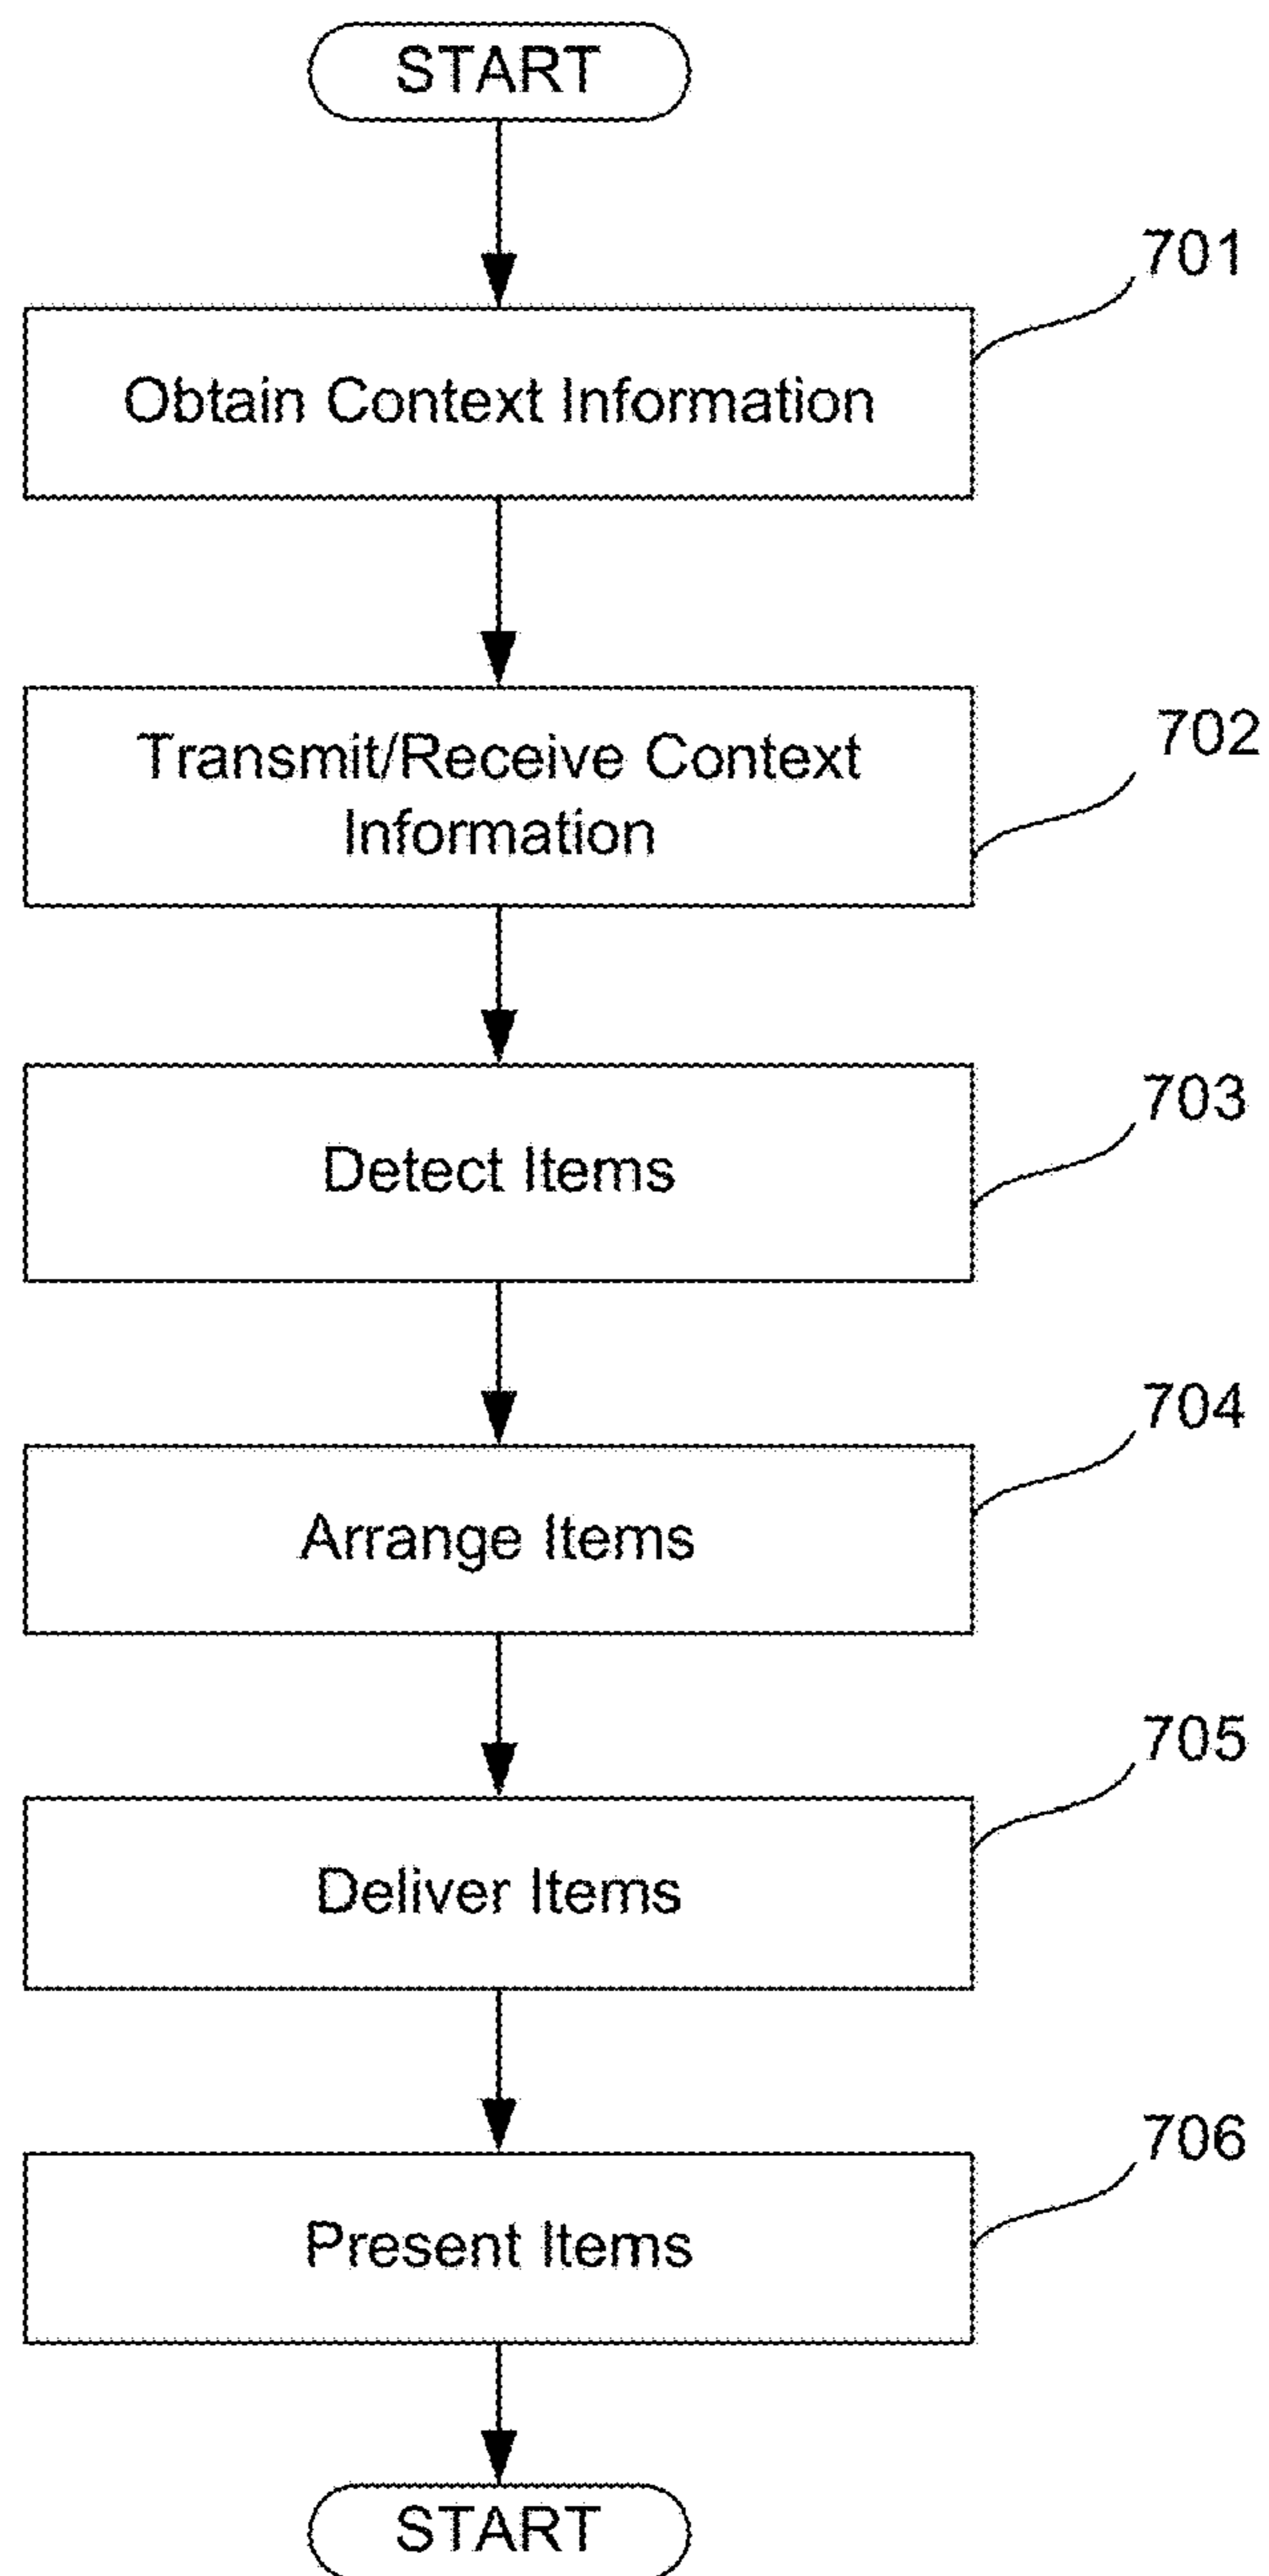 START
701
Obtain Context Information
702
Transmit/Receive Context
Information
703
Detect Items
704
Arrange Items
705
Deliver Items
706
Present Items
START